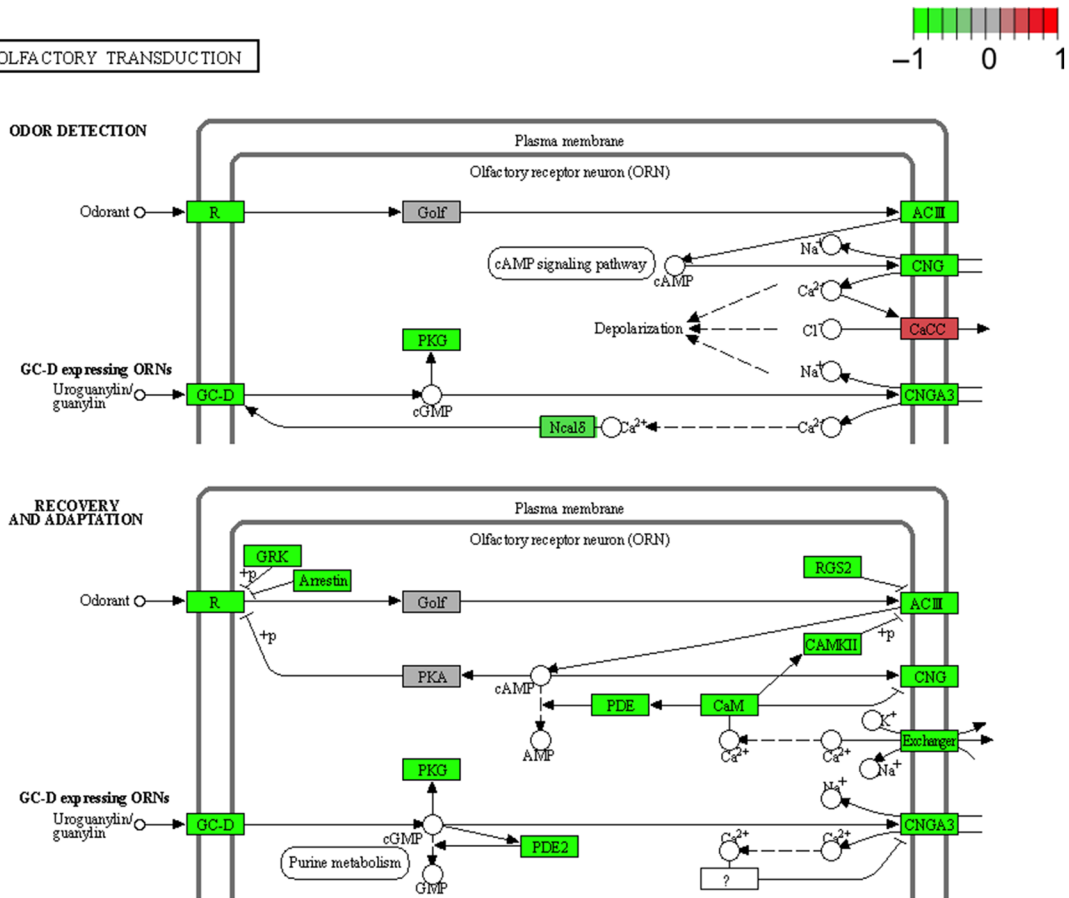 −1 0 1
OLFACTORY TRANSDUCTION
ODOR DETECTION
Plasma membrane
Olfactory receptor neuron (ORN)
Odorant
R
Golf
ACⅢ
Na+
cAMP signaling pathway
cAMP
CNG
Ca2+
Depolarization
Cl-
CaCC
PKG
GC-D expressing ORNs
Uroguanylin/
guanylin
GC-D
cGMP
Na+
CNGA3
Ncalδ
Ca2+
Ca2+
RECOVERY
AND ADAPTATION
Plasma membrane
Olfactory receptor neuron (ORN)
GRK
+p
Arrestin
RGS2
Odorant
R
Golf
ACⅢ
+p
CAMKII
+p
PKA
cAMP
CNG
PDE
CaM
K+
AMP
Ca2+
Ca2+
Exchanger
Na+
PKG
Na+
GC-D expressing ORNs
Uroguanylin/
guanylin
GC-D
cGMP
CNGA3
PDE2
Ca2+
Ca2+
Purine metabolism
GMP
?